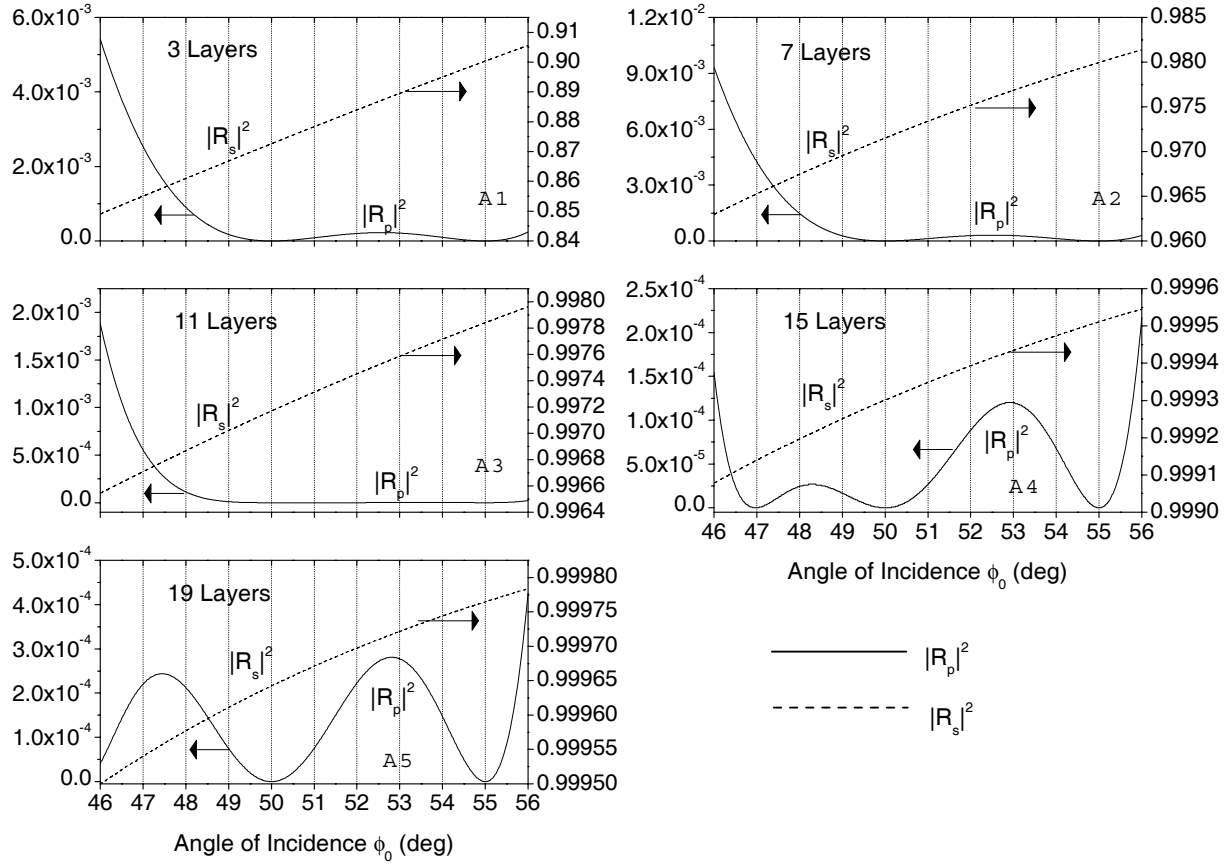 3 Layers
6.0x10⁻³
4.0x10⁻³
2.0x10⁻³
0.0
0.91
0.90
0.89
0.88
0.87
0.86
0.85
0.84
|Rₛ|²
|Rₚ|²
A1
7 Layers
1.2x10⁻²
9.0x10⁻³
6.0x10⁻³
3.0x10⁻³
0.0
0.985
0.980
0.975
0.970
0.965
0.960
|Rₛ|²
|Rₚ|²
A2
11 Layers
2.0x10⁻³
1.5x10⁻³
1.0x10⁻³
5.0x10⁻⁴
0.0
0.9980
0.9978
0.9976
0.9974
0.9972
0.9970
0.9968
0.9966
0.9964
|Rₛ|²
|Rₚ|²
A3
15 Layers
2.5x10⁻⁴
2.0x10⁻⁴
1.5x10⁻⁴
1.0x10⁻⁴
5.0x10⁻⁵
0.0
0.9996
0.9995
0.9994
0.9993
0.9992
0.9991
0.9990
|Rₛ|²
|Rₚ|²
A4
46 47 48 49 50 51 52 53 54 55 56
Angle of Incidence ϕ₀ (deg)
19 Layers
5.0x10⁻⁴
4.0x10⁻⁴
3.0x10⁻⁴
2.0x10⁻⁴
1.0x10⁻⁴
0.0
0.99980
0.99975
0.99970
0.99965
0.99960
0.99955
0.99950
|Rₛ|²
|Rₚ|²
A5
46 47 48 49 50 51 52 53 54 55 56
Angle of Incidence ϕ₀ (deg)
|Rₚ|²
|Rₛ|²